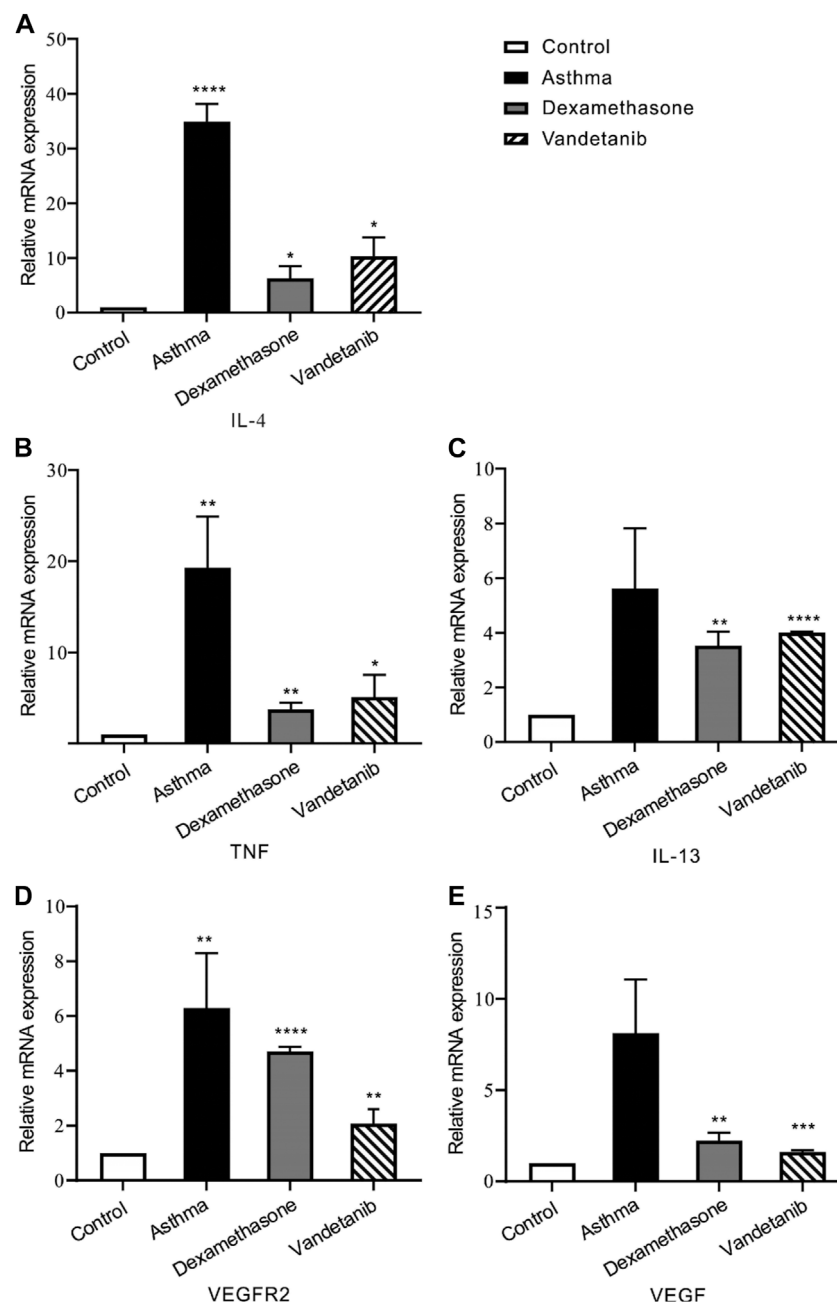 A
Control
Asthma
Dexamethasone
Vandetanib
Relative mRNA expression
50
40
30
20
10
0
****
*
*
Control
Asthma
Dexamethasone
Vandetanib
IL-4
B
Relative mRNA expression
30
20
10
**
**
*
Control
Asthma
Dexamethasone
Vandetanib
TNF
C
Relative mRNA expression
10
8
6
4
2
0
**
****
Control
Asthma
Dexamethasone
Vandetanib
IL-13
D
Relative mRNA expression
10
8
6
4
2
0
**
****
**
Control
Asthma
Dexamethasone
Vandetanib
VEGFR2
E
Relative mRNA expression
15
10
5
0
**
***
Control
Asthma
Dexamethasone
Vandetanib
VEGF